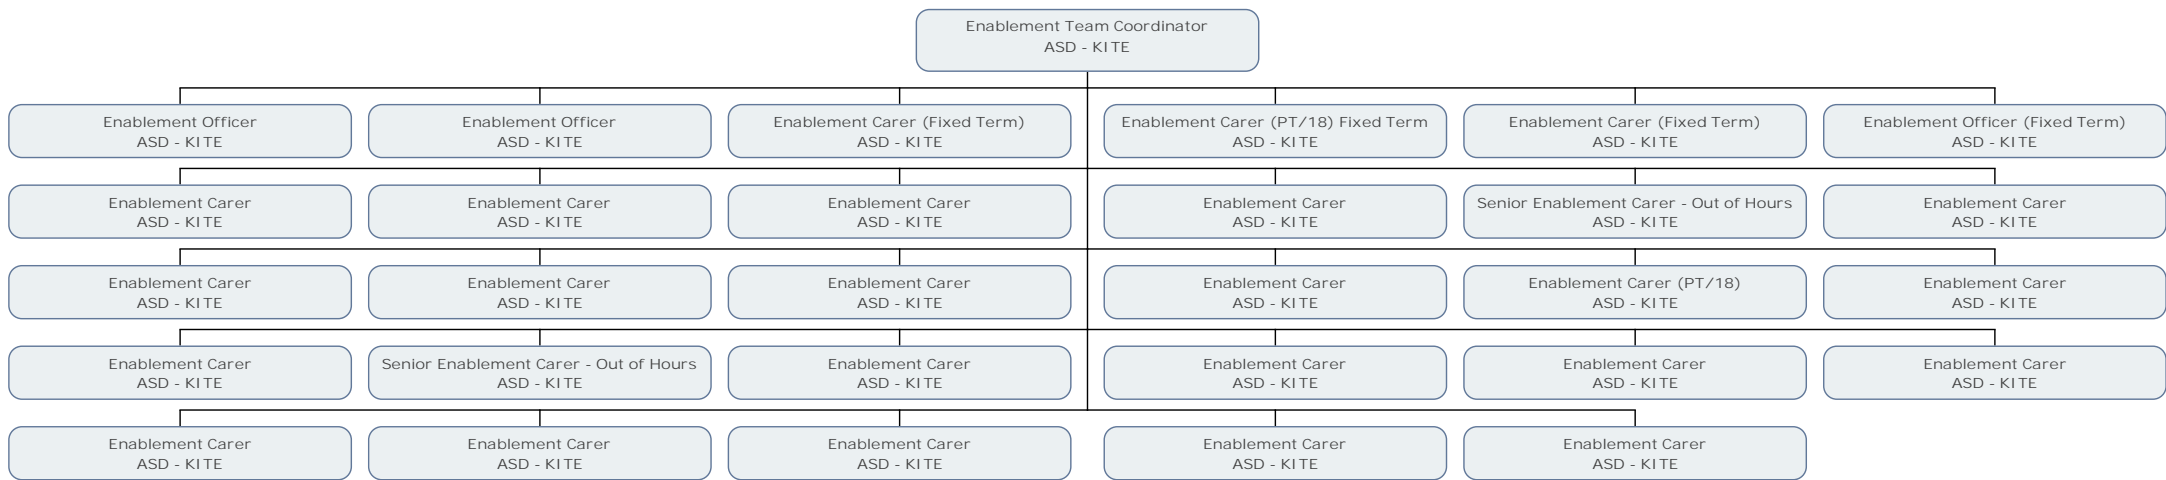 Enablement Team Coordinator
ASD - KITE
Enablement Officer
ASD - KITE
Enablement Officer
ASD - KITE
Enablement Carer (Fixed Term)
ASD - KITE
Enablement Carer (PT/18) Fixed Term
ASD - KITE
Enablement Carer (Fixed Term)
ASD - KITE
Enablement Officer (Fixed Term)
ASD - KITE
Enablement Carer
ASD - KITE
Enablement Carer
ASD - KITE
Enablement Carer
ASD - KITE
Enablement Carer
ASD - KITE
Senior Enablement Carer - Out of Hours
ASD - KITE
Enablement Carer
ASD - KITE
Enablement Carer
ASD - KITE
Enablement Carer
ASD - KITE
Enablement Carer
ASD - KITE
Enablement Carer
ASD - KITE
Enablement Carer (PT/18)
ASD - KITE
Enablement Carer
ASD - KITE
Enablement Carer
ASD - KITE
Senior Enablement Carer - Out of Hours
ASD - KITE
Enablement Carer
ASD - KITE
Enablement Carer
ASD - KITE
Enablement Carer
ASD - KITE
Enablement Carer
ASD - KITE
Enablement Carer
ASD - KITE
Enablement Carer
ASD - KITE
Enablement Carer
ASD - KITE
Enablement Carer
ASD - KITE
Enablement Carer
ASD - KITE